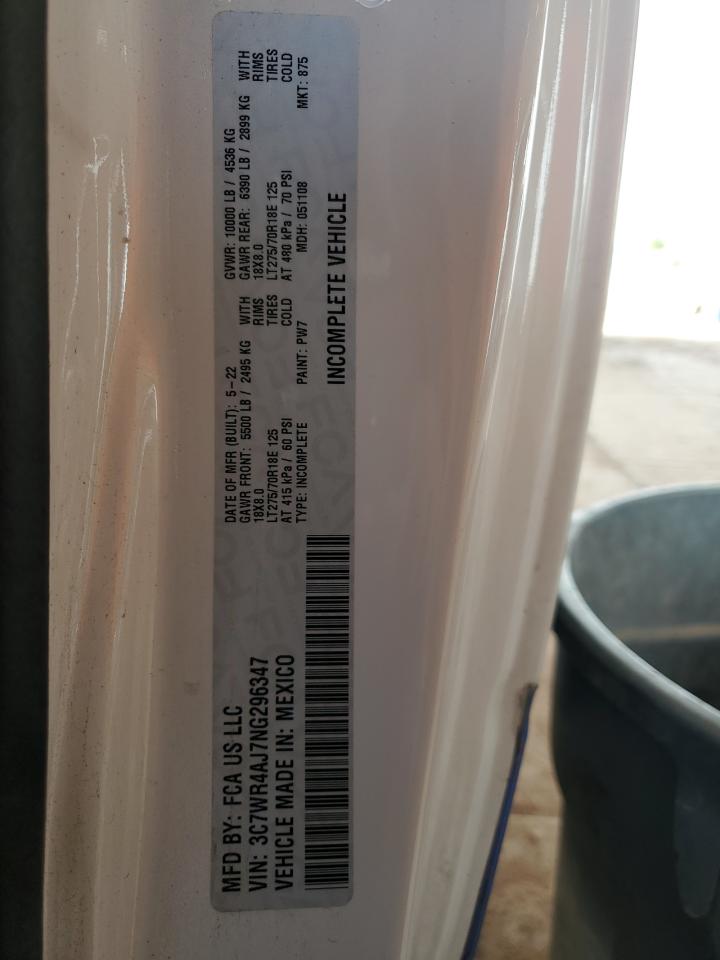 MFD BY: FCA US LLC
VIN: 3C7WR4AJ7NG296347
VEHICLE MADE IN: MEXICO
DATE OF MFR (BUILT): 5-22
GAWR FRONT: 5500 LB / 2495 KG WITH
18X8.0 RIMS
LT275/70R18E 125 TIRES
AT 415 kPa / 60 PSI COLD
TYPE: INCOMPLETE PAINT: PW7
GVWR: 10000 LB / 4536 KG
GAWR REAR: 6390 LB / 2899 KG WITH
18X8.0 RIMS
LT275/70R18E 125 TIRES
AT 480 kPa / 70 PSI COLD
MDH: 051108 MKT: 875
INCOMPLETE VEHICLE